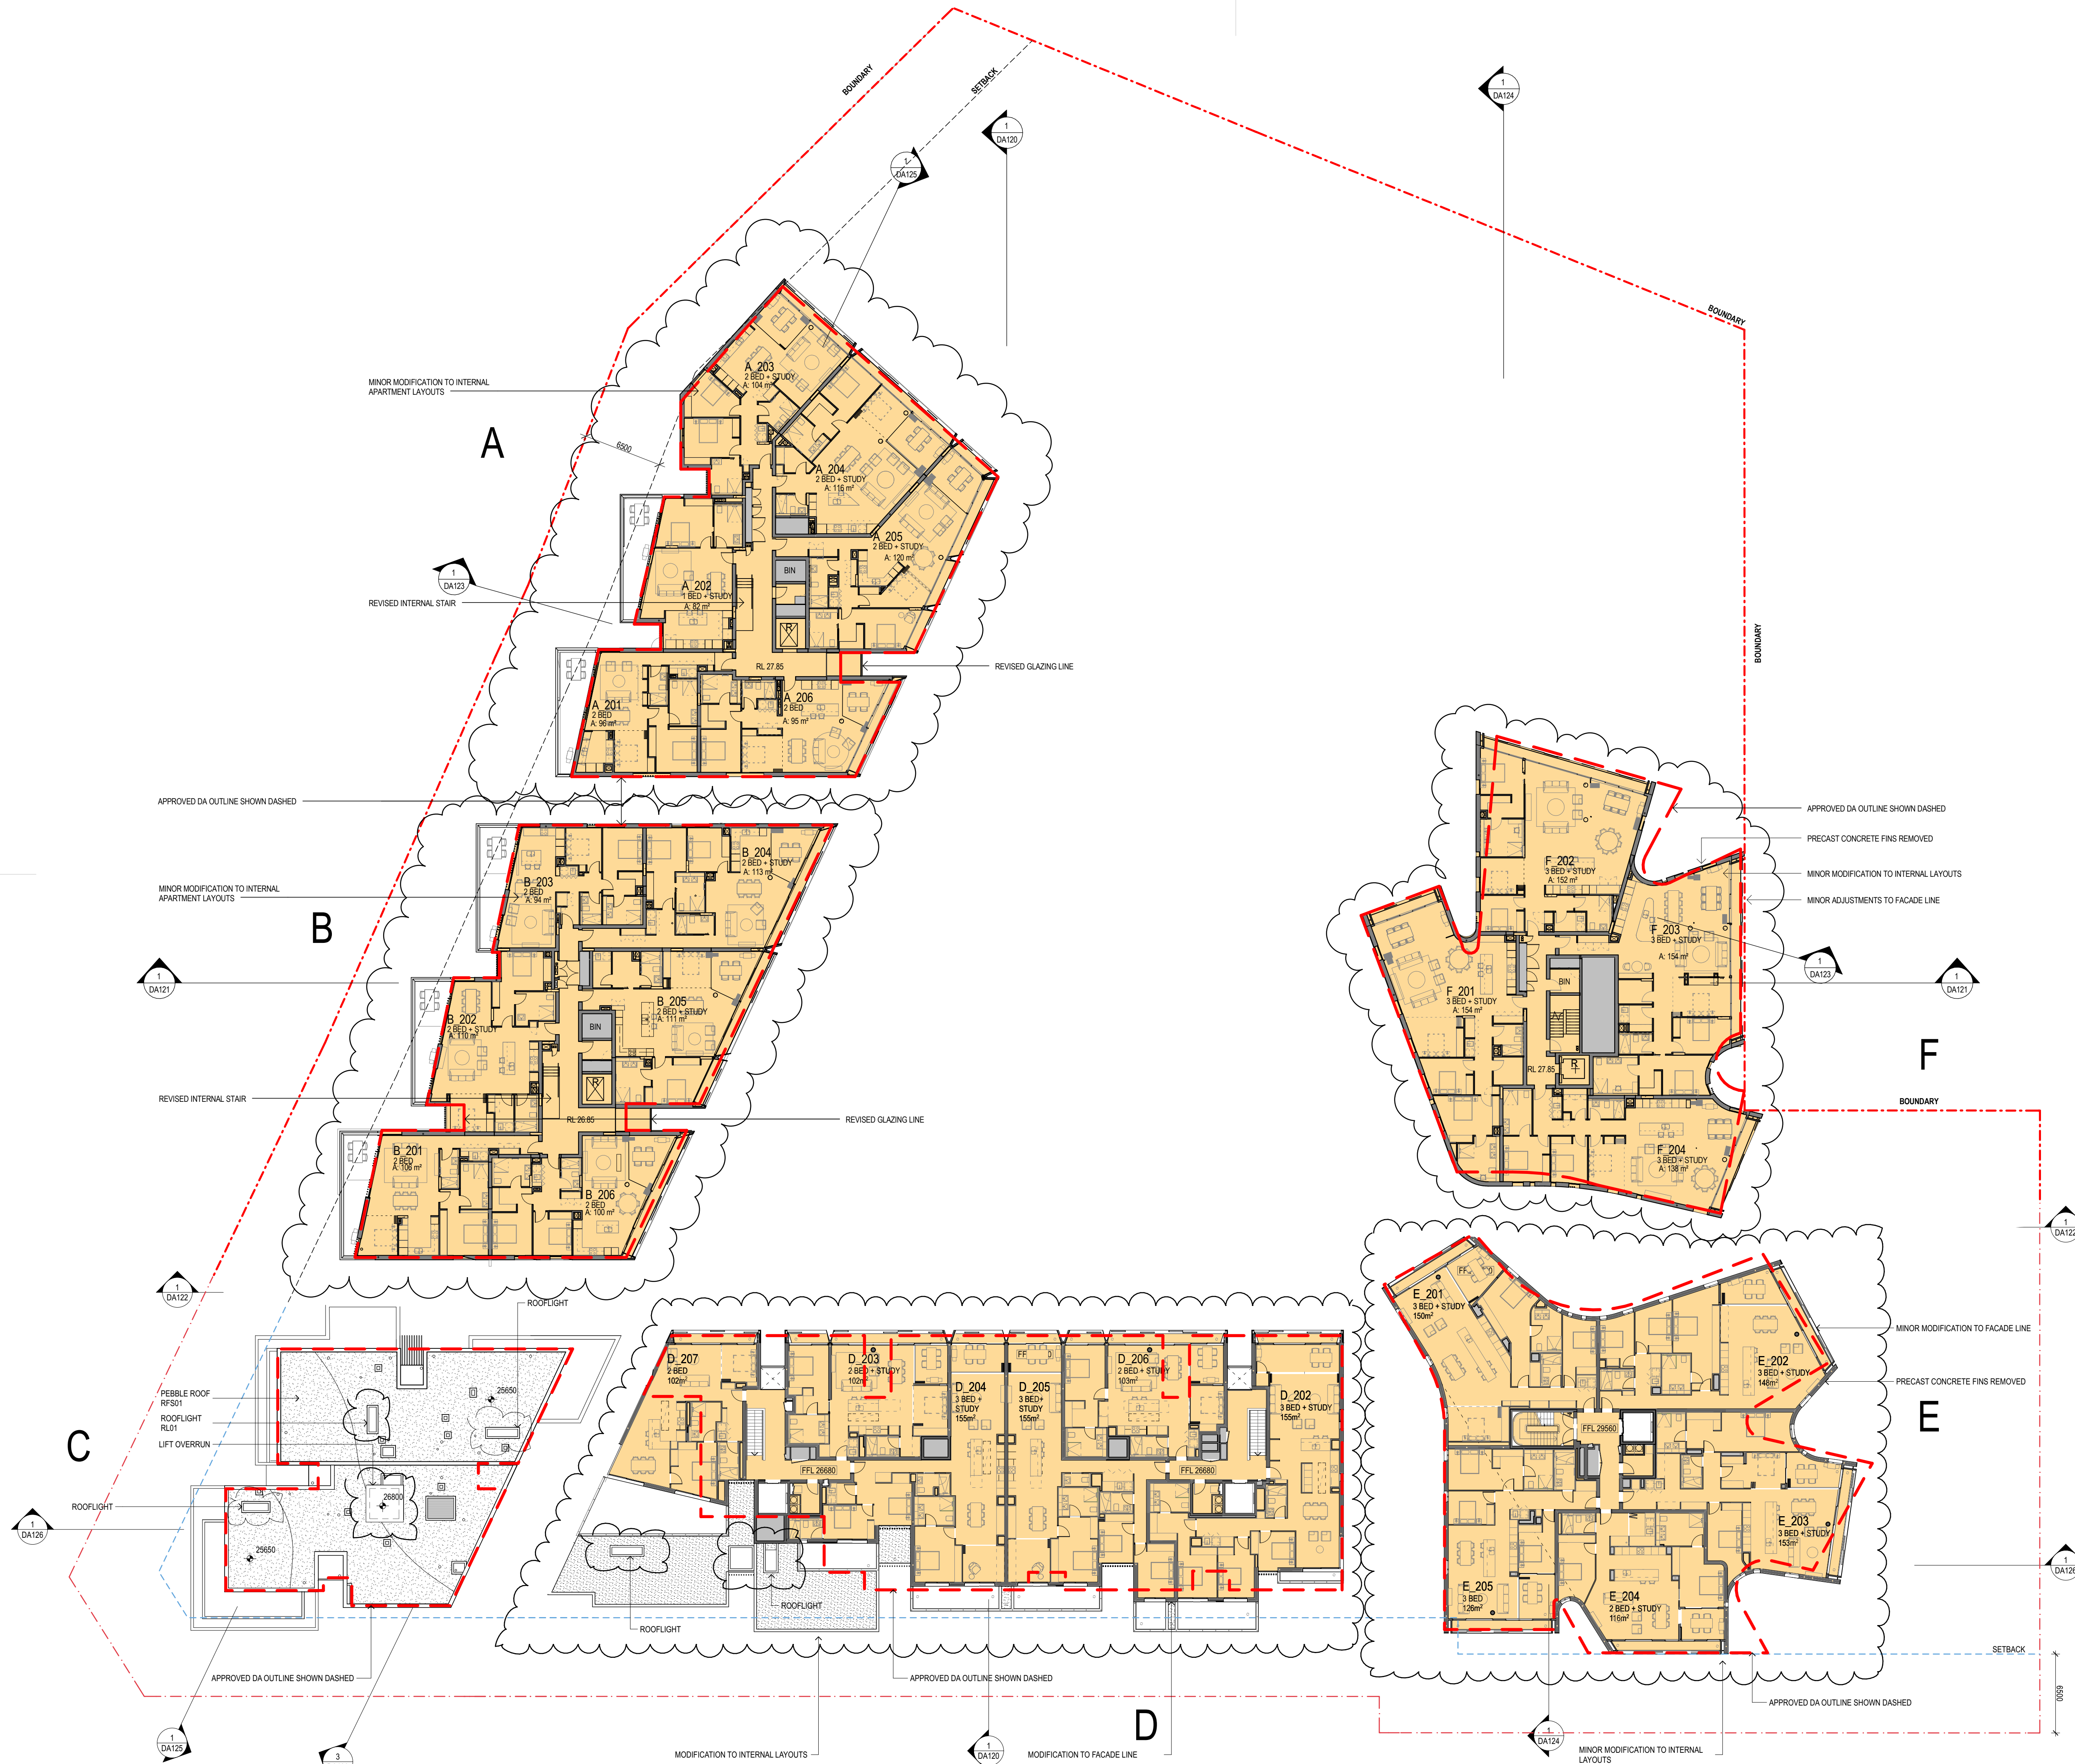 BOUNDARY
SETBACK
1
DA124
1
DA120
1
DA125
BOUNDARY
MINOR MODIFICATION TO INTERNAL
APARTMENT LAYOUTS
A
6500
A_203
2 BED + STUDY
A: 104 m²
A_204
2 BED + STUDY
A: 116 m²
A_205
2 BED + STUDY
A: 120 m²
1
DA123
BIN
A_202
1 BED + STUDY
A: 82 m²
REVISED INTERNAL STAIR
R
BOUNDARY
RL 27.85
REVISED GLAZING LINE
A_201
2 BED
A: 96 m²
A_206
2 BED
A: 95 m²
APPROVED DA OUTLINE SHOWN DASHED
APPROVED DA OUTLINE SHOWN DASHED
PRECAST CONCRETE FINS REMOVED
MINOR MODIFICATION TO INTERNAL LAYOUTS
MINOR ADJUSTMENTS TO FACADE LINE
B_204
2 BED + STUDY
A: 113 m²
B_203
2 BED
A: 94 m²
MINOR MODIFICATION TO INTERNAL
APARTMENT LAYOUTS
B
F_202
3 BED + STUDY
A: 152 m²
F_203
3 BED + STUDY
A: 154 m²
1
DA123
1
DA121
1
DA121
B_205
2 BED + STUDY
A: 111 m²
B_202
2 BED + STUDY
A: 110 m²
BIN
F_201
3 BED + STUDY
A: 154 m²
BIN
F
R
RL 27.85
R
REVISED INTERNAL STAIR
RL 26.85
REVISED GLAZING LINE
BOUNDARY
B_201
2 BED
A: 106 m²
B_206
2 BED
A: 100 m²
F_204
3 BED + STUDY
A: 138 m²
1
DA122
1
DA122
ROOFLIGHT
E_201
3 BED + STUDY
150m²
MINOR MODIFICATION TO FACADE LINE
E_202
3 BED + STUDY
148m²
PRECAST CONCRETE FINS REMOVED
D_207
2 BED
102m²
D_203
2 BED + STUDY
102m²
D_204
3 BED +
STUDY
155m²
D_205
3 BED+
STUDY
155m²
D_206
2 BED + STUDY
103m²
D_202
3 BED + STUDY
155m²
PEBBLE ROOF
RFS01
ROOFLIGHT
RL01
LIFT OVERRUN
25650
C
E
FFL 29560
FFL 26680
FFL 26680
26800
ROOFLIGHT
1
DA126
25650
E_203
3 BED + STUDY
153m²
1
DA126
E_205
3 BED
126m²
E_204
2 BED + STUDY
116m²
ROOFLIGHT
ROOFLIGHT
SETBACK
6500
APPROVED DA OUTLINE SHOWN DASHED
APPROVED DA OUTLINE SHOWN DASHED
APPROVED DA OUTLINE SHOWN DASHED
D
1
DA125
3
MODIFICATION TO INTERNAL LAYOUTS
1
DA120
MODIFICATION TO FACADE LINE
1
DA124
MINOR MODIFICATION TO INTERNAL
LAYOUTS